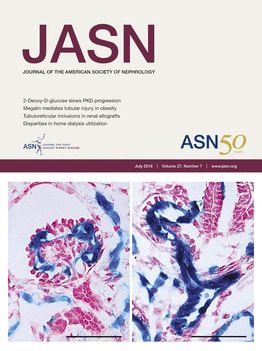 JASN
JOURNAL OF THE AMERICAN SOCIETY OF NEPHROLOGY
2-Deoxy-D-glucose slows PKD progression
Megalin mediates tubular injury in obesity
Tubuloreticular inclusions in renal allografts
Disparities in home dialysis utilization
ASN
LEADING THE FIGHT
AGAINST KIDNEY DISEASE
ASN50
July 2016 | Volume 27, Number 7 | www.jasn.org